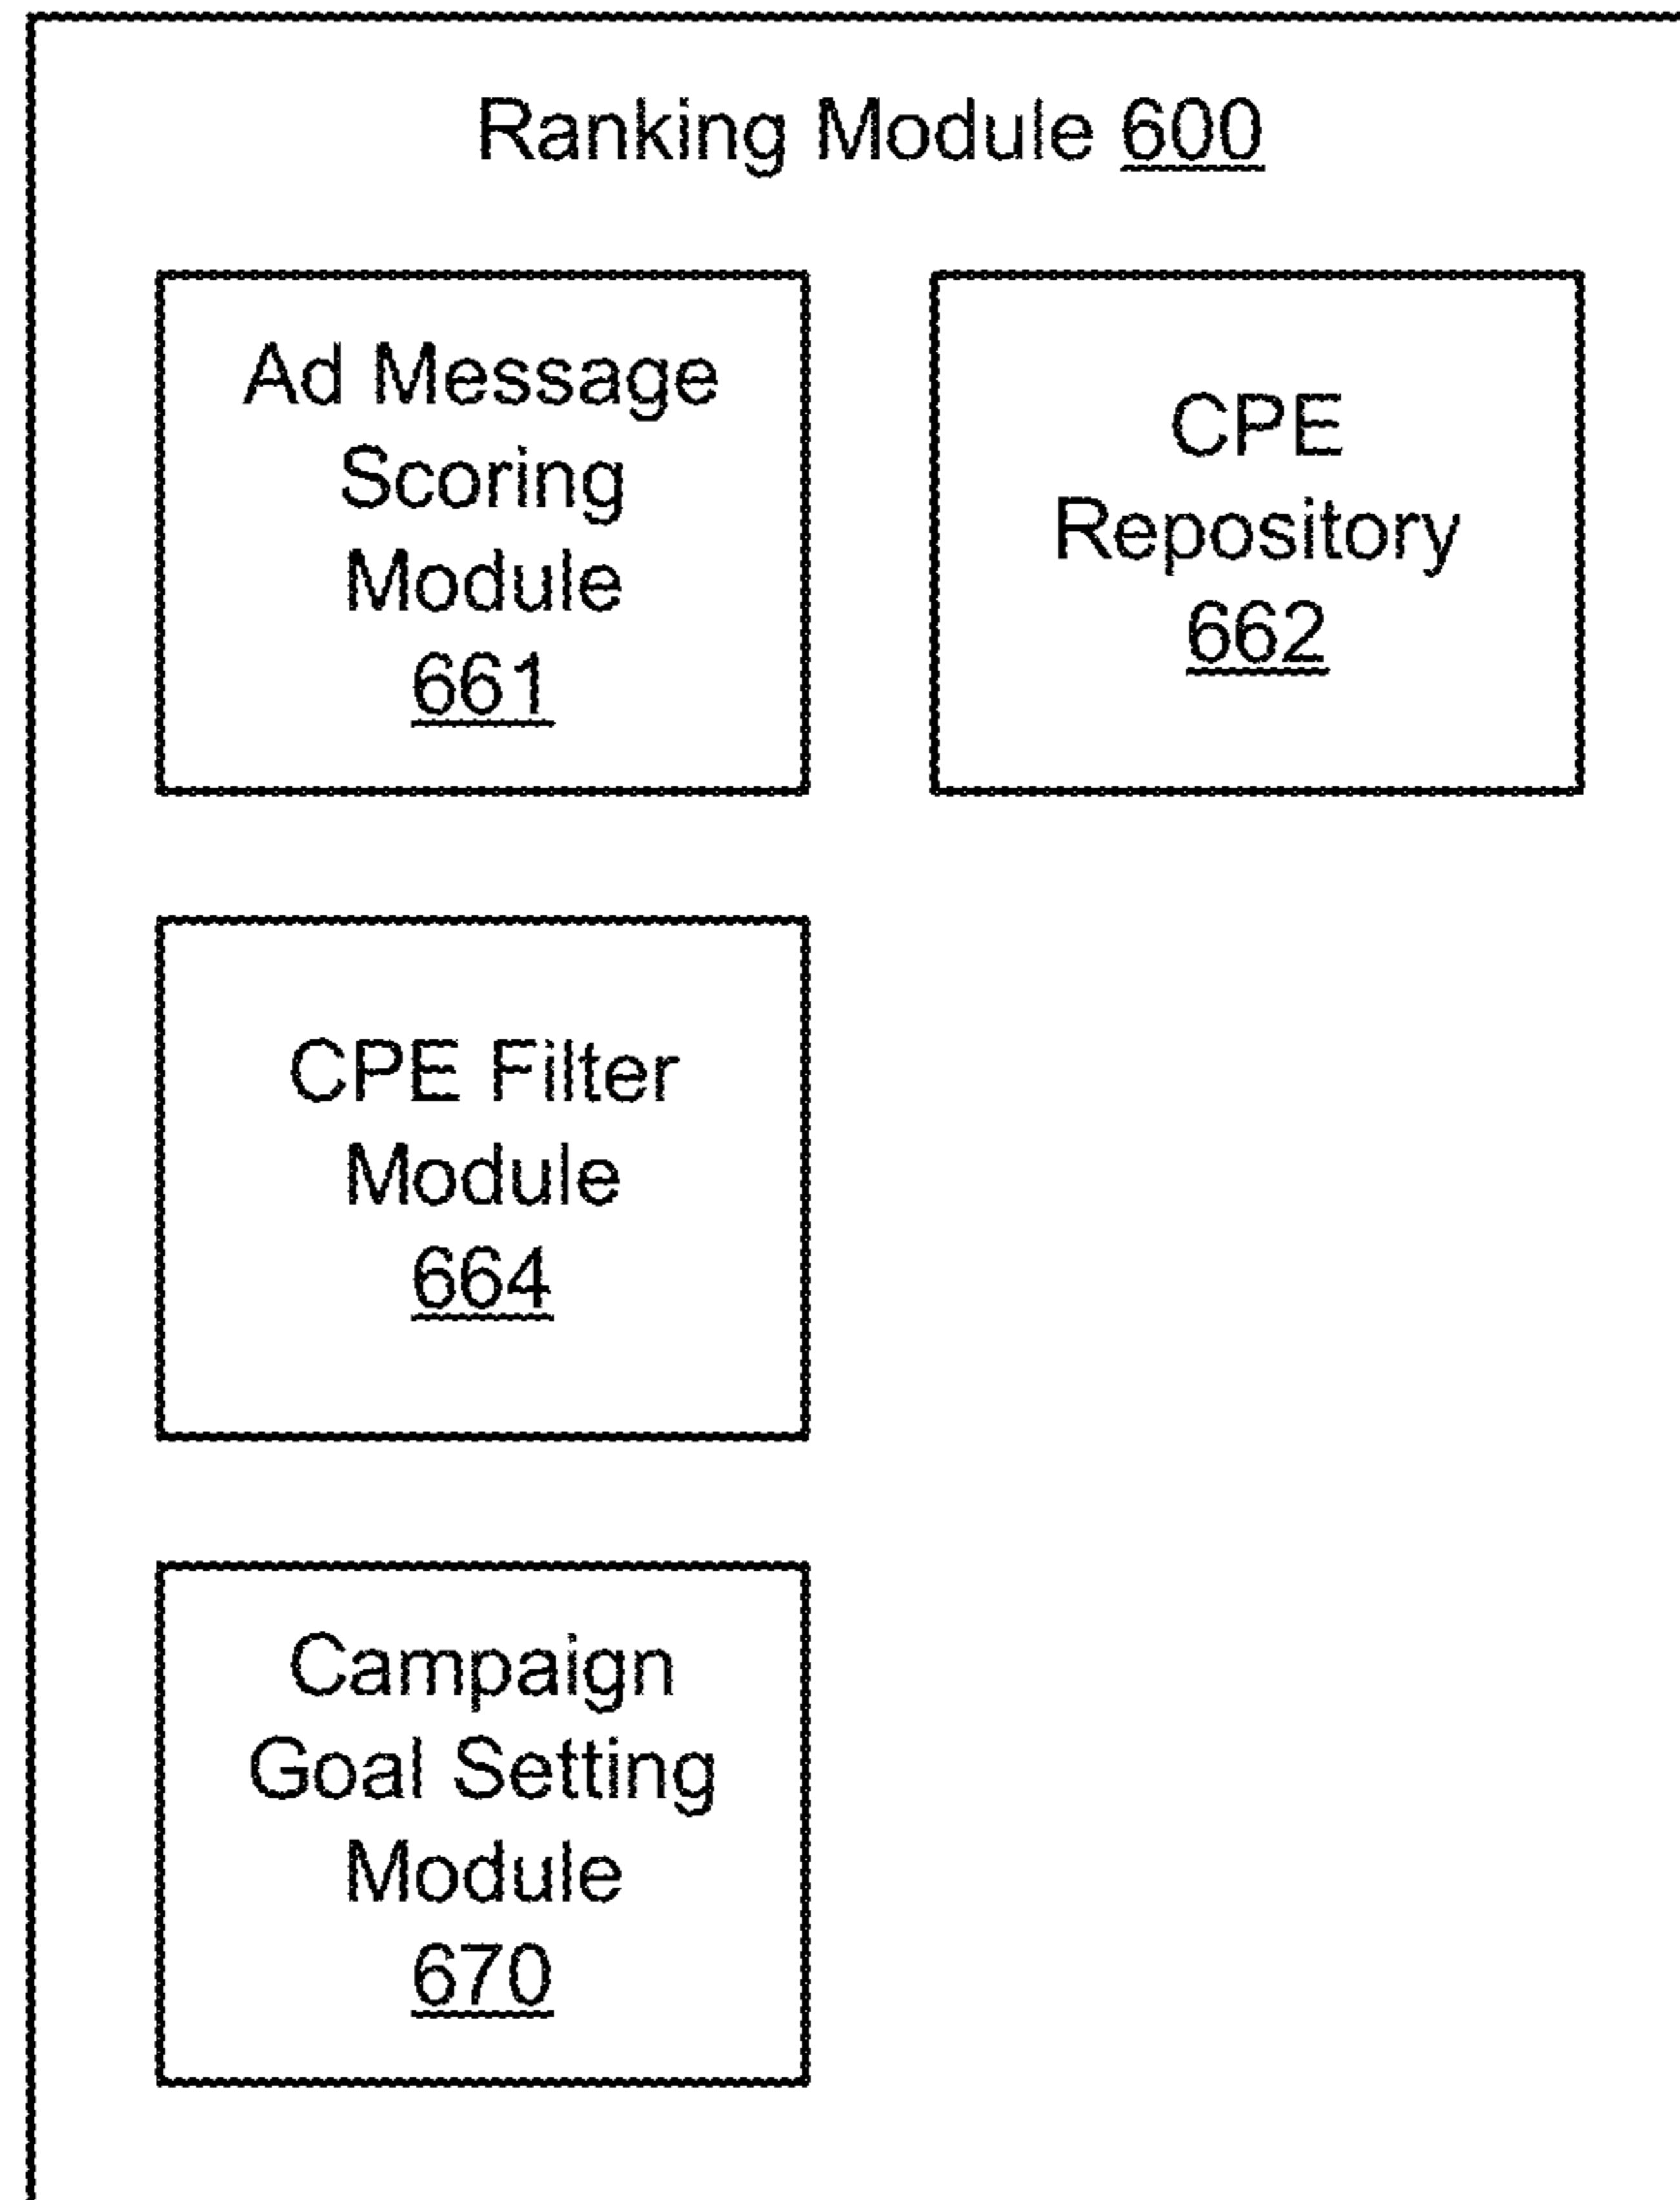 Ranking Module 600
Ad Message
Scoring
Module
661
CPE
Repository
662
CPE Filter
Module
664
Campaign
Goal Setting
Module
670